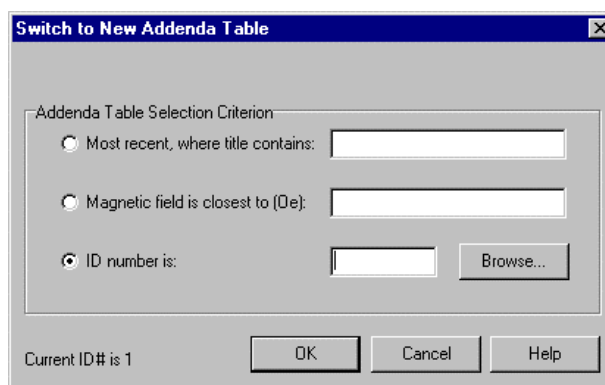 Switch to New Addenda Table
Addenda Table Selection Criterion
Most recent, where title contains:
Magnetic field is closest to (Oe):
ID number is:
Browse...
Current ID# is 1
OK
Cancel
Help